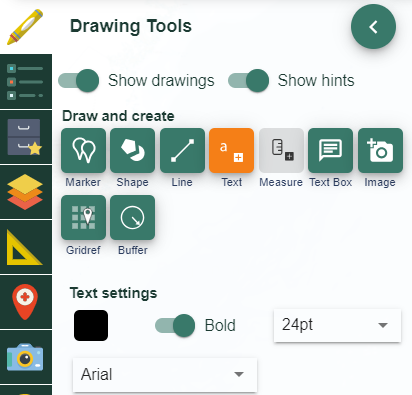 Drawing Tools
Show drawings Show hints
Draw and create
Marker Shape Line a Text Measure Text Box Image
Gridref Buffer
Text settings
Bold 24pt
Arial